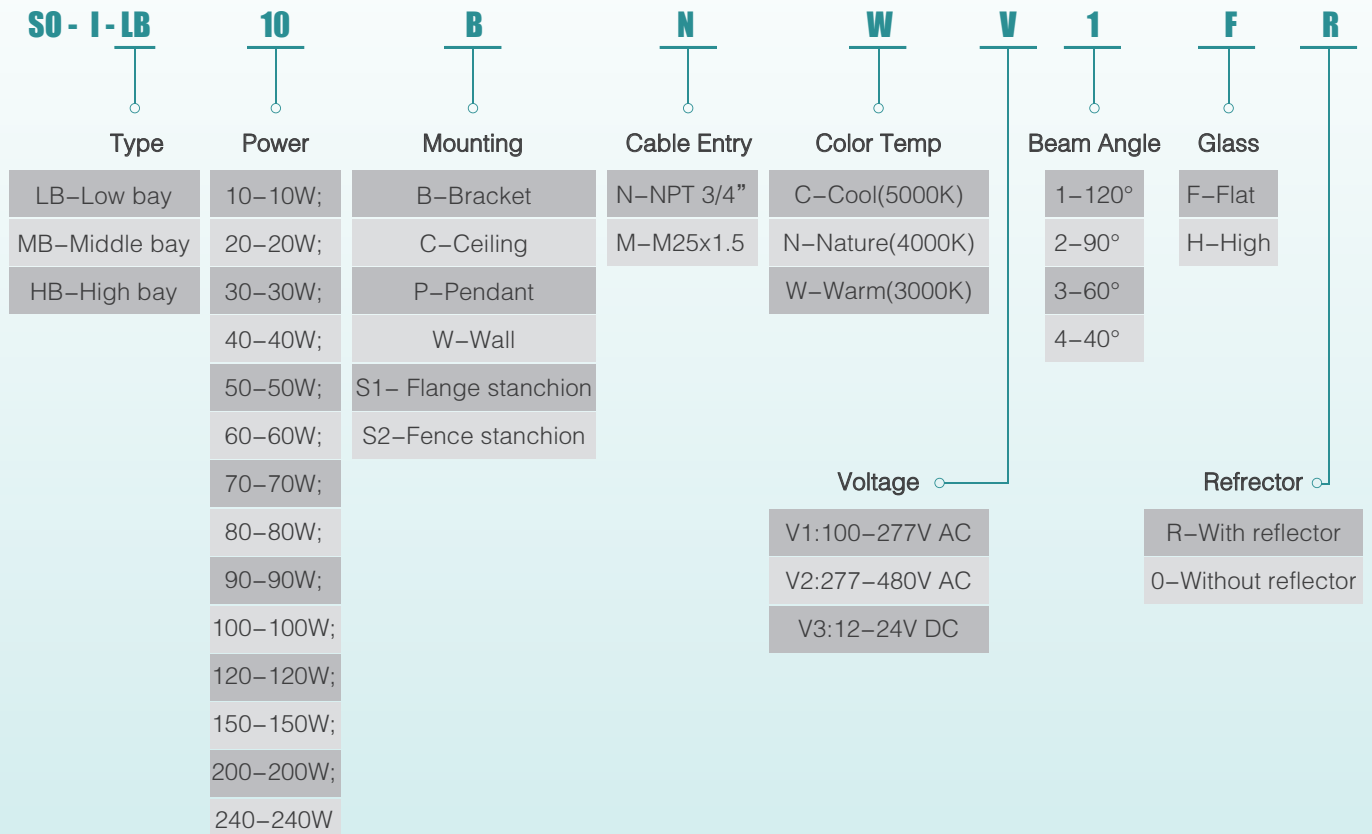 SO - I - LB 10 B N W V 1 F R
Type Power Mounting Cable Entry Color Temp Beam Angle Glass
LB–Low bay 10–10W; B–Bracket N–NPT 3/4” C–Cool(5000K) 1–120° F–Flat
MB–Middle bay 20–20W; C–Ceiling M–M25x1.5 N–Nature(4000K) 2–90° H–High
HB–High bay 30–30W; P–Pendant W–Warm(3000K) 3–60°
40–40W; W–Wall 4–40°
50–50W; S1– Flange stanchion
60–60W; S2–Fence stanchion
70–70W; Voltage Refrector
80–80W; V1:100–277V AC R–With reflector
90–90W; V2:277–480V AC 0–Without reflector
100–100W; V3:12–24V DC
120–120W;
150–150W;
200–200W;
240–240W